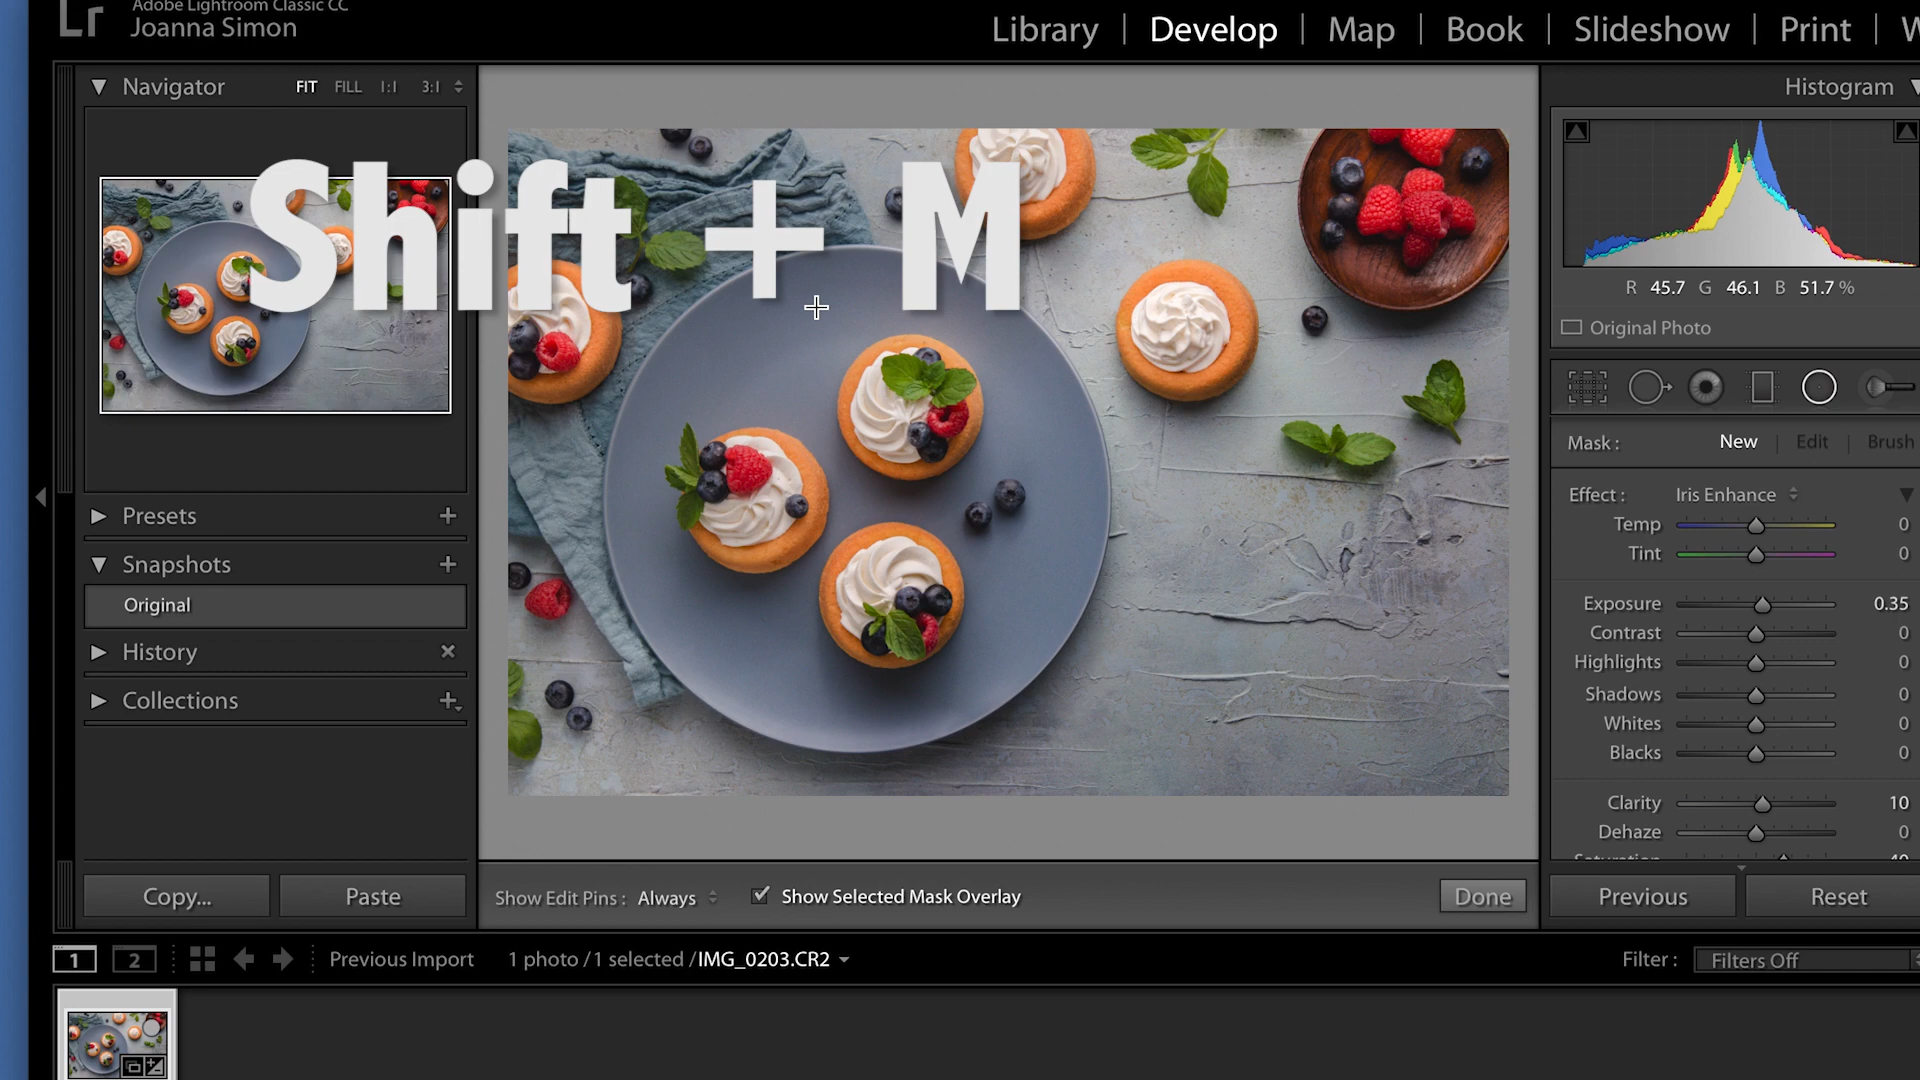 Lr
Adobe Lightroom Classic CC
Joanna Simon
Library | Develop | Map | Book | Slideshow | Print |
Navigator
FIT FILL 1:1 3:1
Shift + M
Presets
Snapshots
Original
History
Collections
Copy...
Paste
Show Edit Pins : Always
Show Selected Mask Overlay
Done
Histogram
R 45.7 G 46.1 B 51.7 %
Original Photo
Mask : New | Edit | Brush
Effect : Iris Enhance
Temp 0
Tint 0
Exposure 0.35
Contrast 0
Highlights 0
Shadows 0
Whites 0
Blacks 0
Clarity 10
Dehaze 0
Saturation 40
Previous
Reset
1 2 Previous Import 1 photo / 1 selected / IMG_0203.CR2
Filter : Filters Off